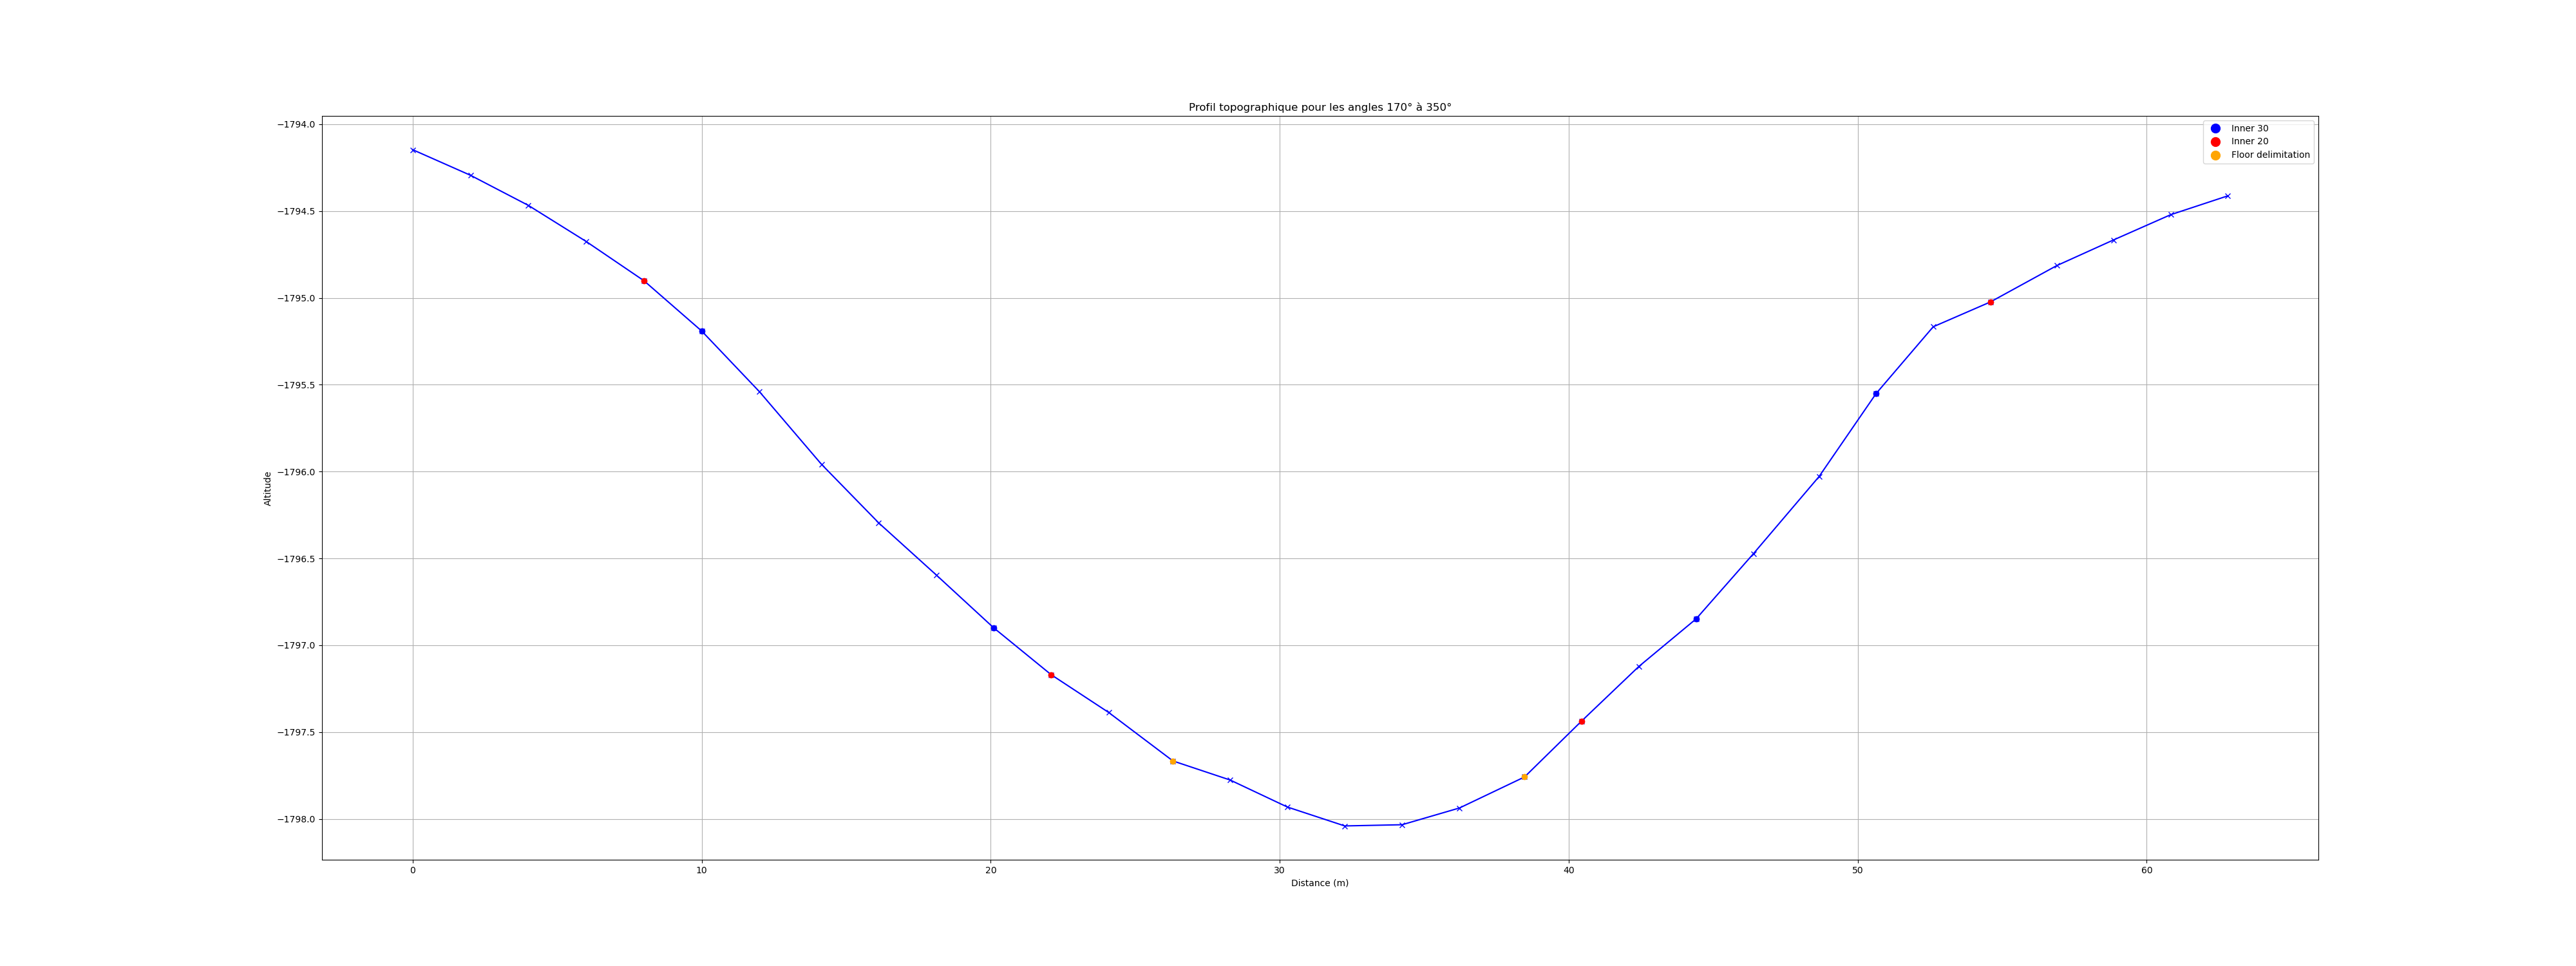 Profil topographique pour les angles 170° à 350°
Inner 30
Inner 20
Floor delimitation
−1794.0
−1794.5
−1795.0
−1795.5
−1796.0
−1796.5
−1797.0
−1797.5
−1798.0
Altitude
0 10 20 30 40 50 60
Distance (m)